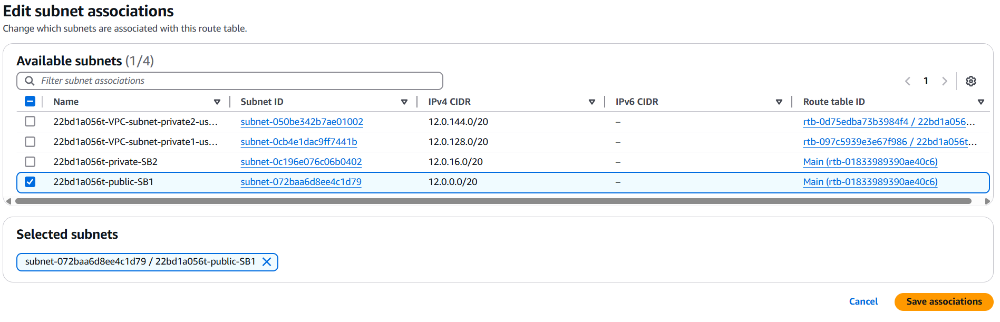 Edit subnet associations
Change which subnets are associated with this route table.
Available subnets (1/4)
Filter subnet associations
1
Name Subnet ID IPv4 CIDR IPv6 CIDR Route table ID
22bd1a056t-VPC-subnet-private2-us... subnet-050be342b7ae01002 12.0.144.0/20 – rtb-0d75edba73b3984f4 / 22bd1a056...
22bd1a056t-VPC-subnet-private1-us... subnet-0cb4e1dac9ff7441b 12.0.128.0/20 – rtb-097c5939e3e67f986 / 22bd1a056t...
22bd1a056t-private-SB2 subnet-0c196e076c06b0402 12.0.16.0/20 – Main (rtb-01833989390ae40c6)
22bd1a056t-public-SB1 subnet-072baa6d8ee4c1d79 12.0.0.0/20 – Main (rtb-01833989390ae40c6)
Selected subnets
subnet-072baa6d8ee4c1d79 / 22bd1a056t-public-SB1
Cancel Save associations